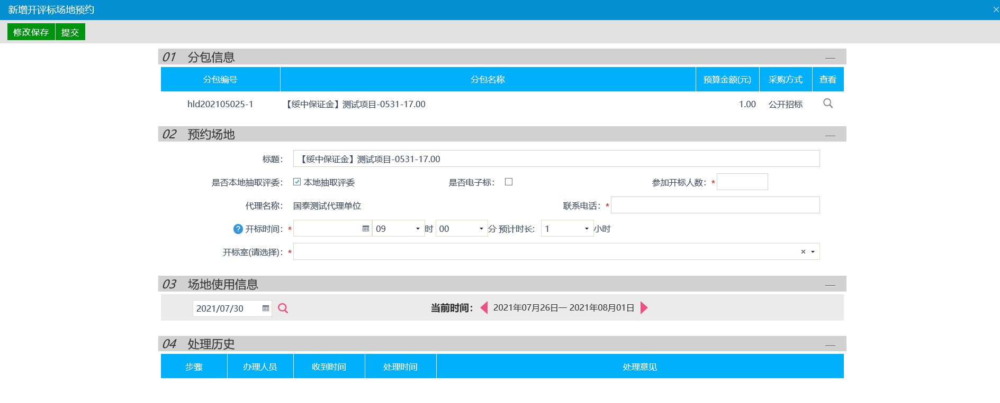 新增开评标场地预约
修改保存 提交
01 分包信息
分包编号 分包名称 预算金额(元) 采购方式 查看
hld202105025-1 【绥中保证金】测试项目-0531-17.00 1.00 公开招标
02 预约场地
标题： 【绥中保证金】测试项目-0531-17.00
是否本地抽取评委： 本地抽取评委 是否电子标： 参加开标人数：*
代理名称： 国泰测试代理单位 联系电话：*
? 开标时间：* 09 时 00 分 预计时长: 1 小时
开标室(请选择)：*
03 场地使用信息
2021/07/30 当前时间： 2021年07月26日— 2021年08月01日
04 处理历史
步骤 办理人员 收到时间 处理时间 处理意见